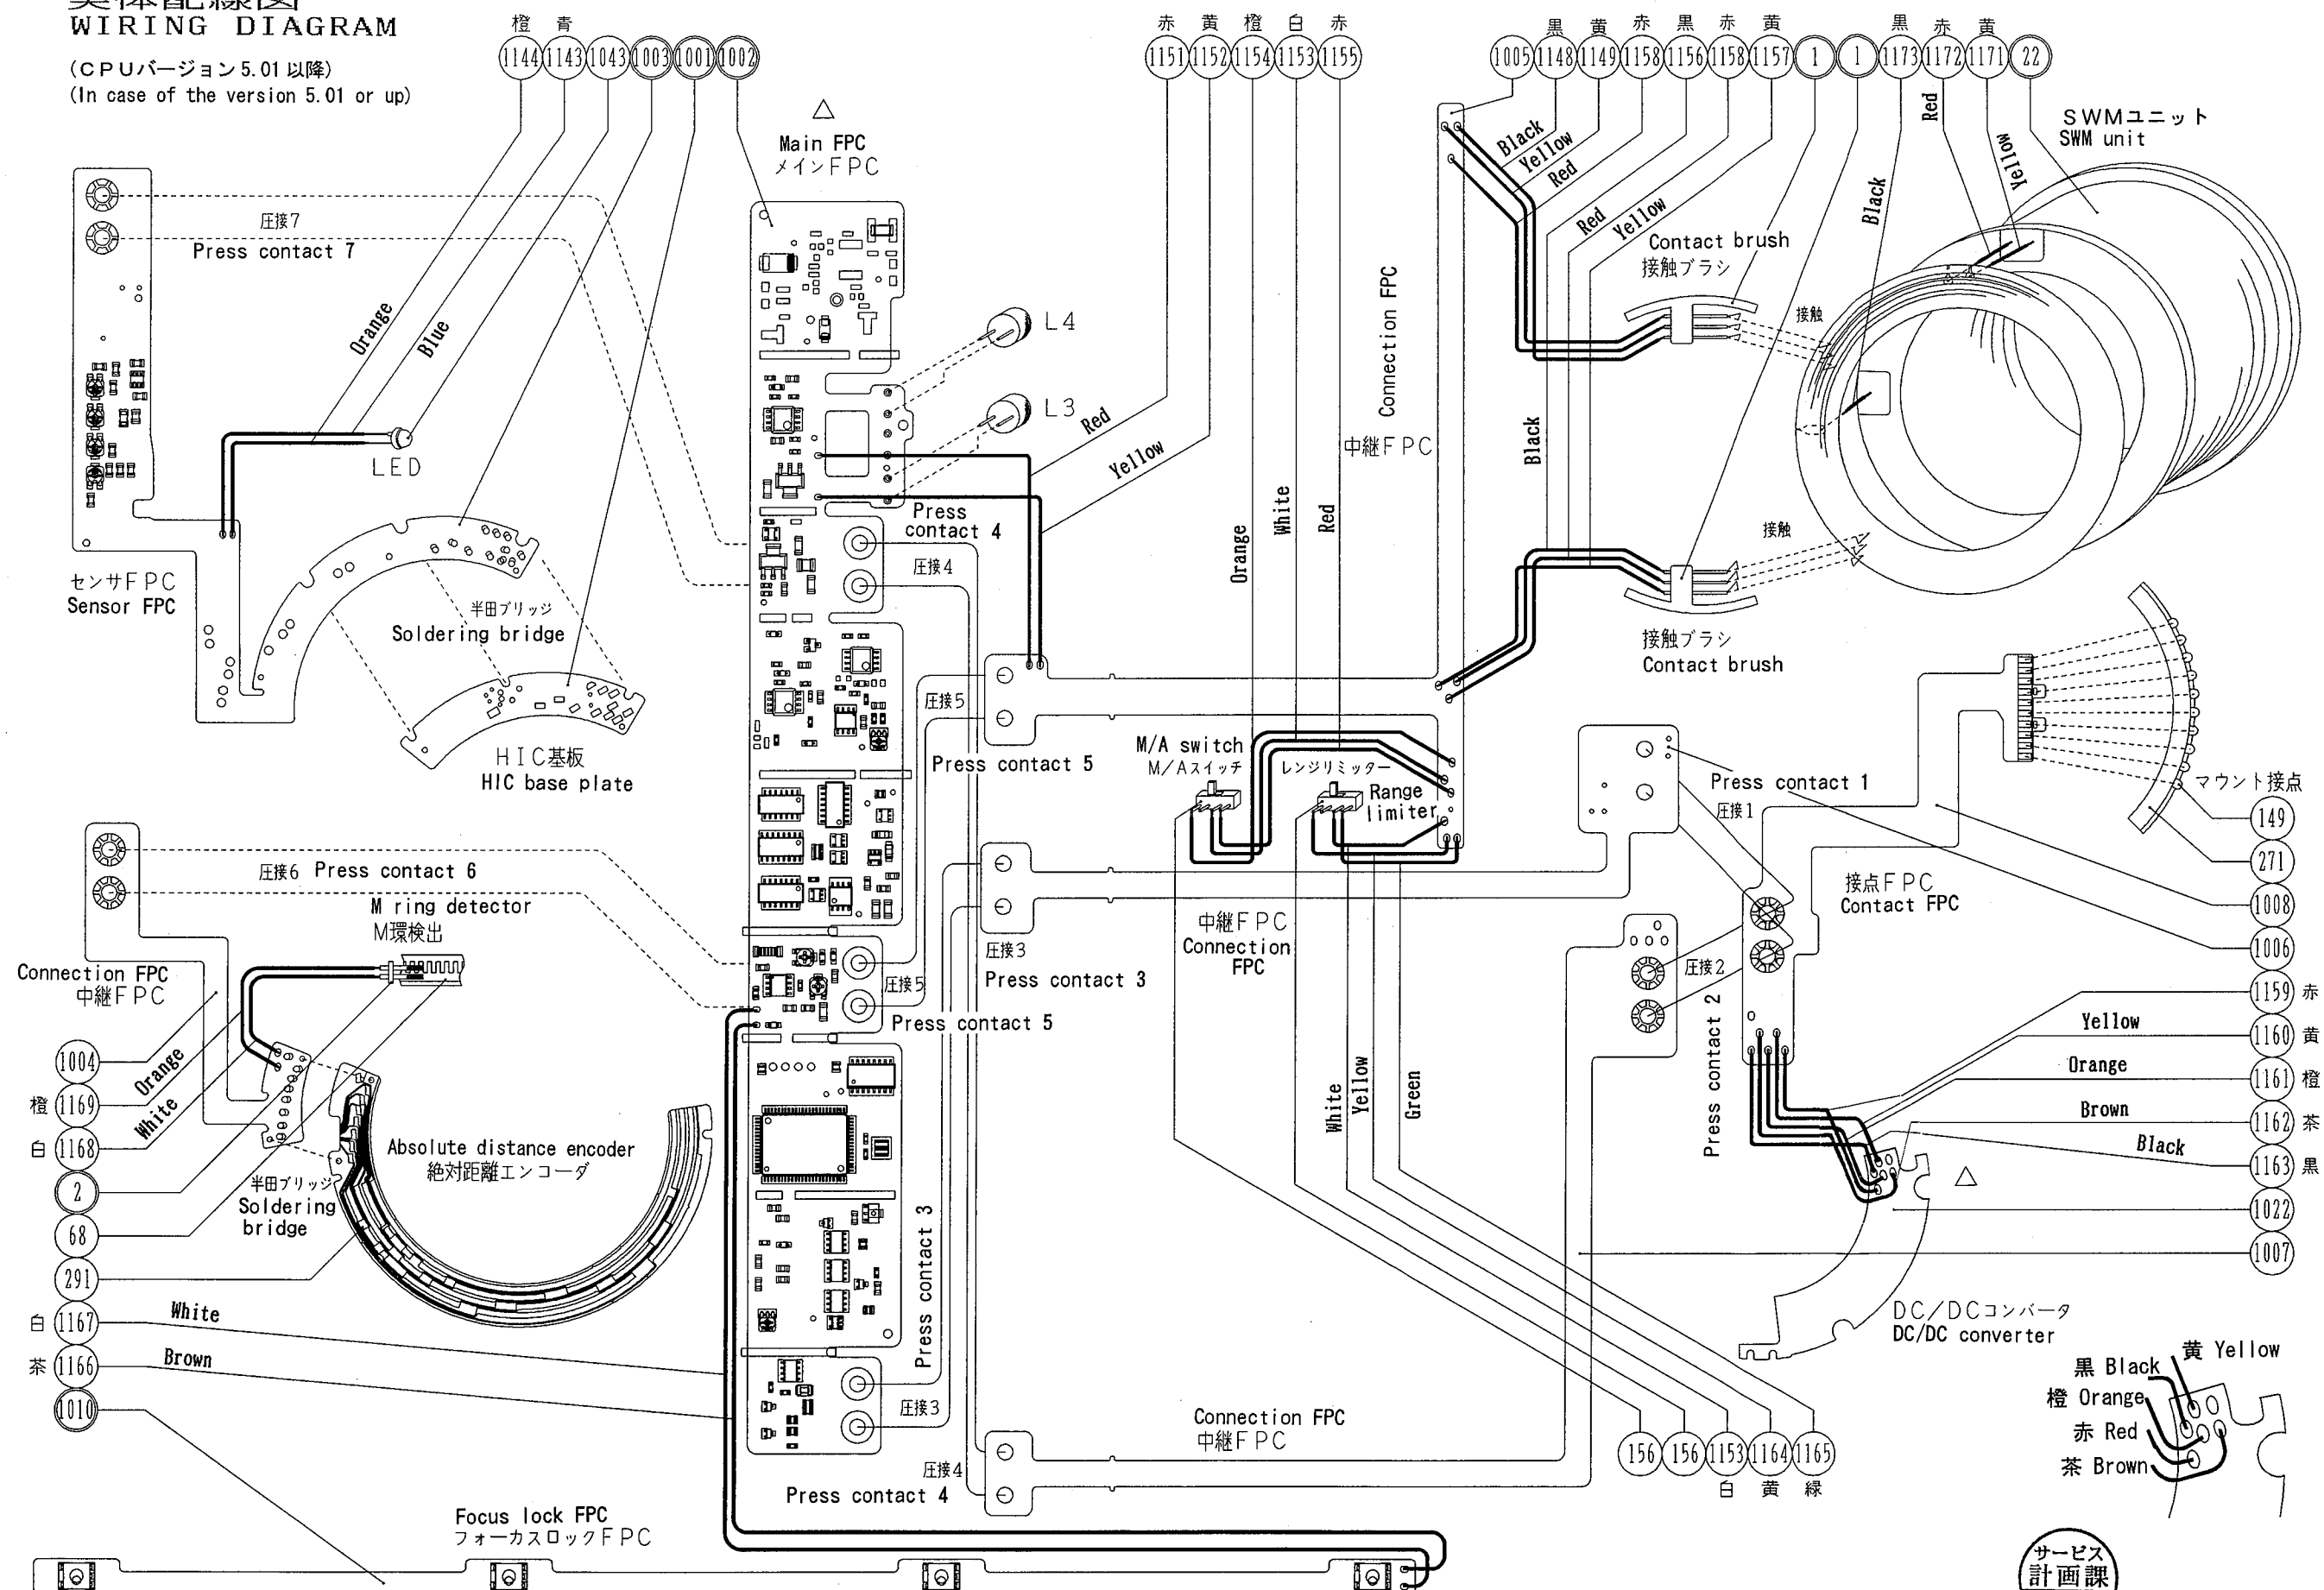 実体配線図
WIRING DIAGRAM
(CPUバージョン5.01以降)
(In case of the version 5.01 or up)
橙 青
1144 1143 1043 1003 1001 1002
赤 黄 橙 白 赤
1151 1152 1154 1153 1155
黒 黄 赤 黒 赤 黄
1005 1148 1149 1158 1156 1158 1157 1 1
黒 赤 黄
1173 1172 1171 22
△
Main FPC
メインFPC
SWMユニット
SWM unit
圧接7
Press contact 7
Orange
Blue
LED
センサFPC
Sensor FPC
半田ブリッジ
Soldering bridge
HIC基板
HIC base plate
L4
L3
Red
Yellow
Press
contact 4
圧接4
Orange
White
Red
Connection FPC
中継FPC
Black
Yellow
Red
Red
Yellow
Black
Black
Red
Yellow
Contact brush
接触ブラシ
接触
接触
接触ブラシ
Contact brush
圧接5
Press contact 5
M/A switch
M/Aスイッチ
レンジリミッター
Range
limiter
Press contact 1
圧接1
マウント接点
149
271
1008
1006
1159 赤
Yellow
1160 黄
Orange
1161 橙
Brown
1162 茶
Black
1163 黒
1022
1007
圧接6 Press contact 6
M ring detector
M環検出
Connection FPC
中継FPC
1004
橙 1169
Orange
白 1168
White
2
68
291
白 1167
White
茶 1166
Brown
1010
Absolute distance encoder
絶対距離エンコーダ
半田ブリッジ
Soldering
bridge
圧接5
Press contact 5
圧接3
Press contact 3
中継FPC
Connection
FPC
接点FPC
Contact FPC
圧接2
Press contact 2
White
Yellow
Green
△
DC/DCコンバータ
DC/DC converter
Press contact 3
圧接3
圧接4
Press contact 4
Connection FPC
中継FPC
156 156 1153 1164 1165
白 黄 緑
黄 Yellow
黒 Black
橙 Orange
赤 Red
茶 Brown
Focus lock FPC
フォーカスロックFPC
サービス
計画課